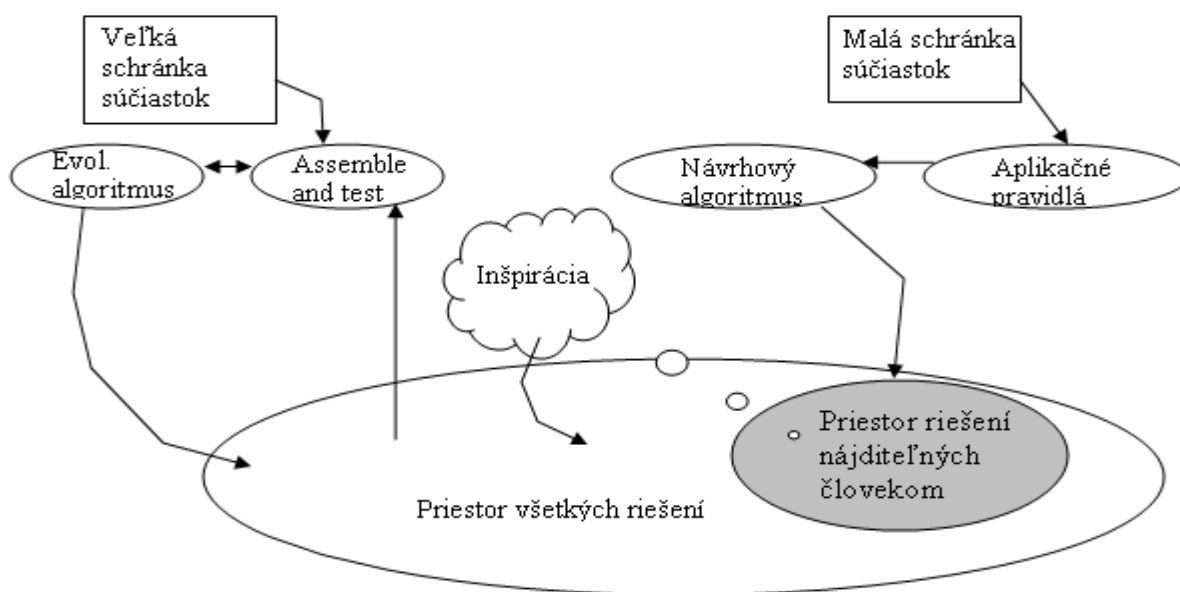 Veľká
schránka
súčiastok
Malá schránka
súčiastok
Evol.
algoritmus
Assemble
and test
Návrhový
algoritmus
Aplikačné
pravidlá
Inšpirácia
Priestor riešení
nájditeľných
človekom
Priestor všetkých riešení